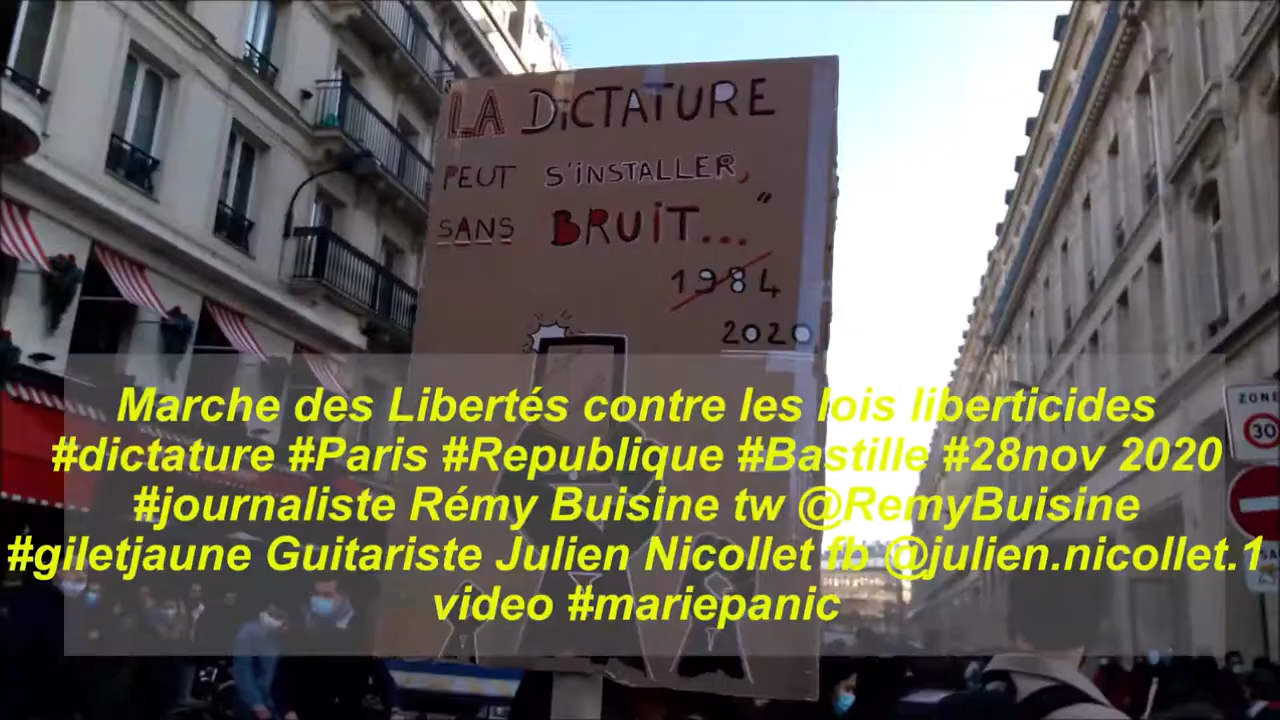 LA DiCTATURE
PEUT S'iNSTALLER,
SANS BRUiT... "
1984
2020
Marche des Libertés contre les lois liberticides
#dictature #Paris #Republique #Bastille #28nov 2020
#journaliste Rémy Buisine tw @RemyBuisine
#giletjaune Guitariste Julien Nicollet fb @julien.nicollet.1
video #mariepanic
ZONE
30